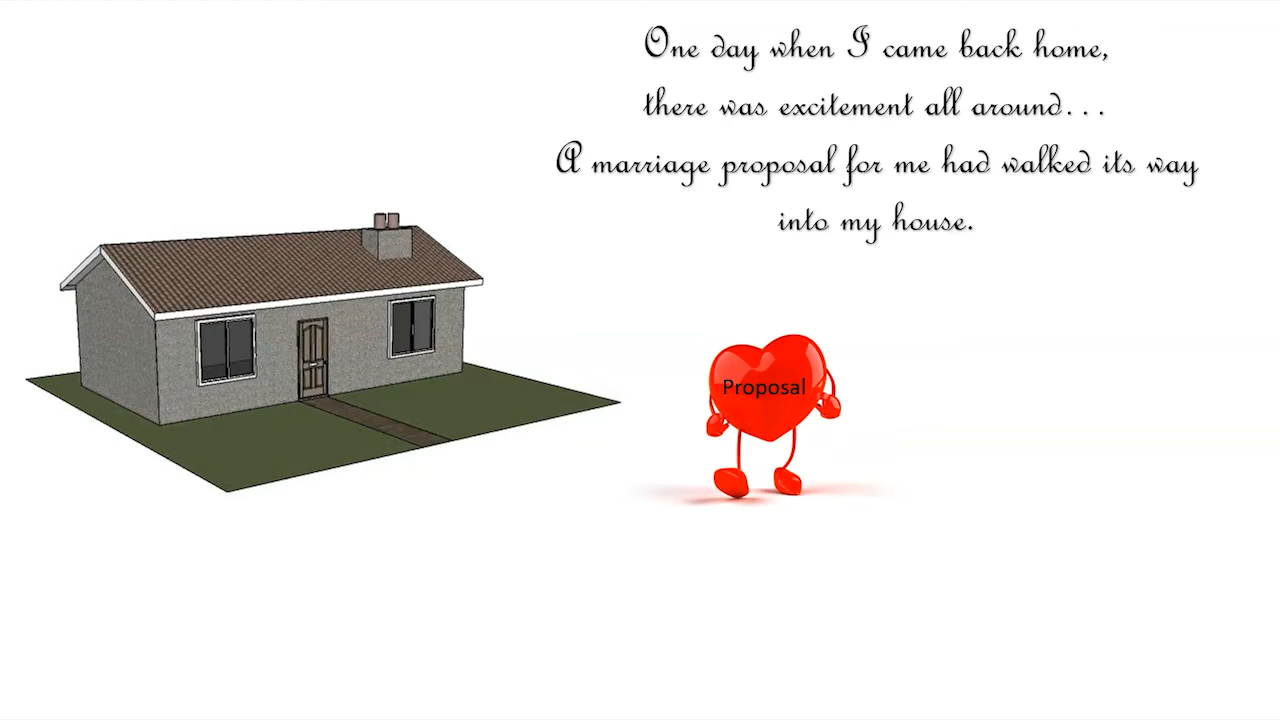 One day when I came back home,
there was excitement all around...
A marriage proposal for me had walked its way
into my house.
Proposal